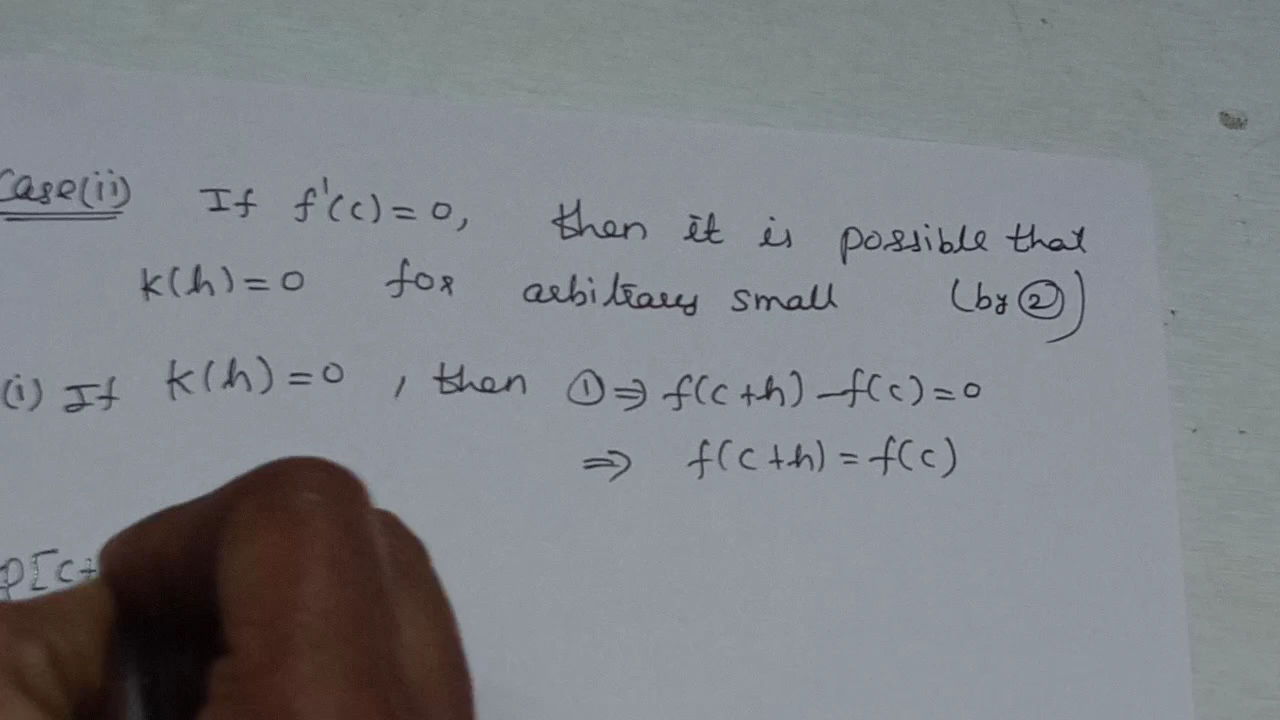 Case(ii) If f'(c)=0, then it is possible that
k(h)=0 for arbitrary small (by ②)
(i) If k(h)=0, then ①⇒ f(c+h)-f(c)=0
⇒ f(c+h)=f(c)
p[c+